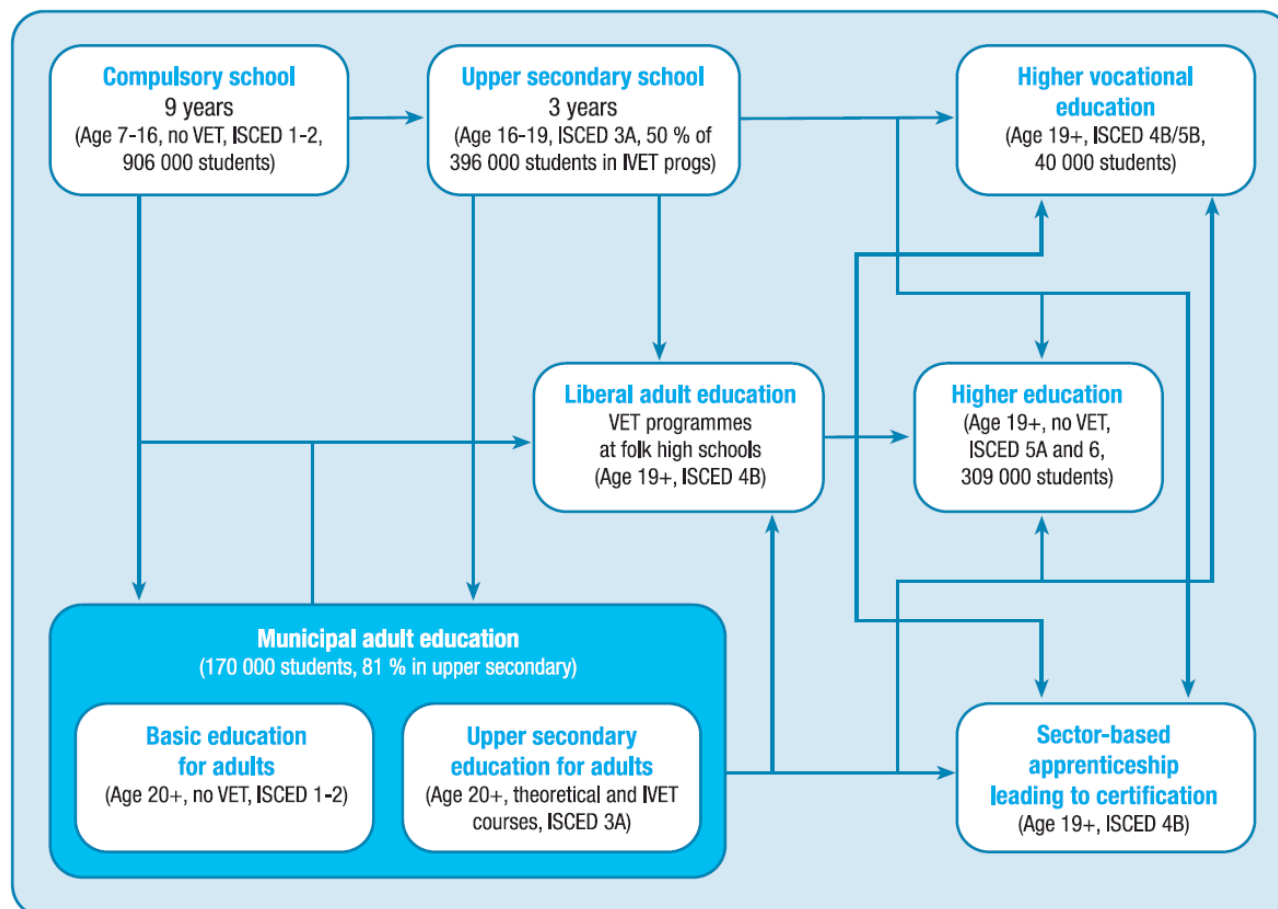 Compulsory school
9 years
(Age 7-16, no VET, ISCED 1-2,
906 000 students)
Upper secondary school
3 years
(Age 16-19, ISCED 3A, 50 % of
396 000 students in IVET progs)
Higher vocational
education
(Age 19+, ISCED 4B/5B,
40 000 students)
Liberal adult education
VET programmes
at folk high schools
(Age 19+, ISCED 4B)
Higher education
(Age 19+, no VET,
ISCED 5A and 6,
309 000 students)
Municipal adult education
(170 000 students, 81 % in upper secondary)
Basic education
for adults
(Age 20+, no VET, ISCED 1-2)
Upper secondary
education for adults
(Age 20+, theoretical and IVET
courses, ISCED 3A)
Sector-based
apprenticeship
leading to certification
(Age 19+, ISCED 4B)